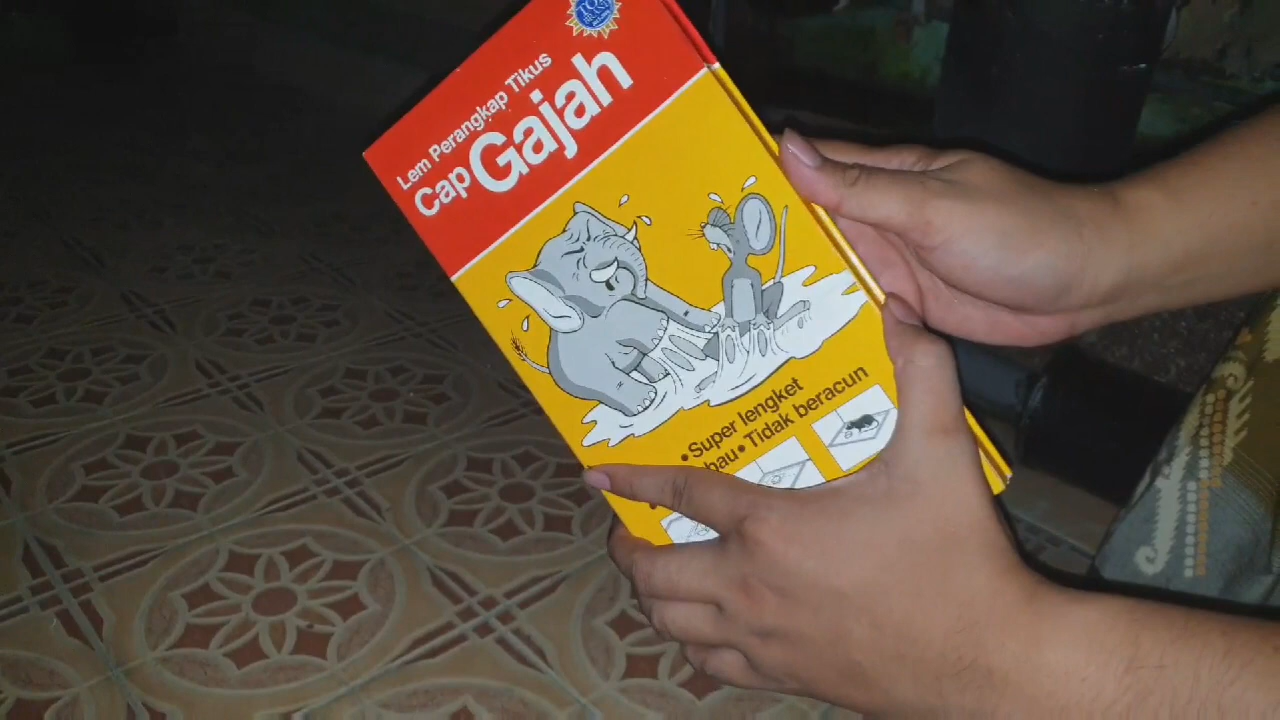 Lem Perangkap Tikus
Cap Gajah
• Super lengket
bau • Tidak beracun